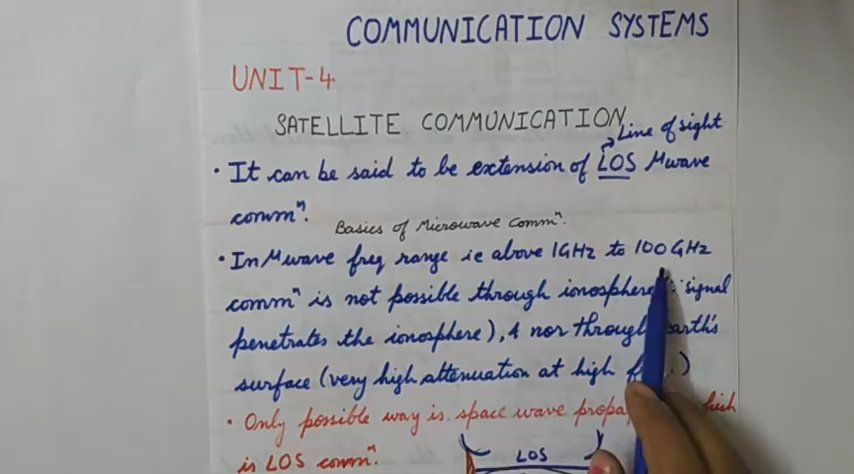 COMMUNICATION SYSTEMS
UNIT-4
SATELLITE COMMUNICATION
Line of sight
• It can be said to be extension of LOS μwave
commⁿ.
Basics of Microwave Commⁿ.
• In μwave freq range ie above 1GHz to 100GHz
commⁿ is not possible through ionosphere signal
penetrates the ionosphere), & nor through
surface (very high attenuation at high
• Only possible way is space wave
is LOS commⁿ.
LOS